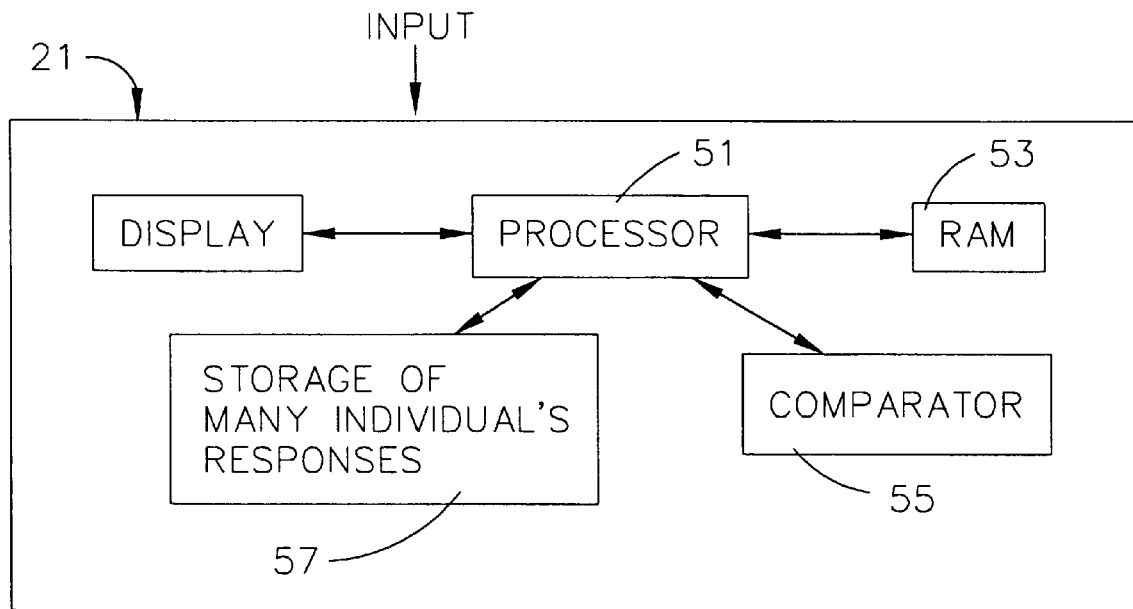 INPUT
21
51
53
DISPLAY
PROCESSOR
RAM
STORAGE OF
MANY INDIVIDUAL'S
RESPONSES
COMPARATOR
55
57